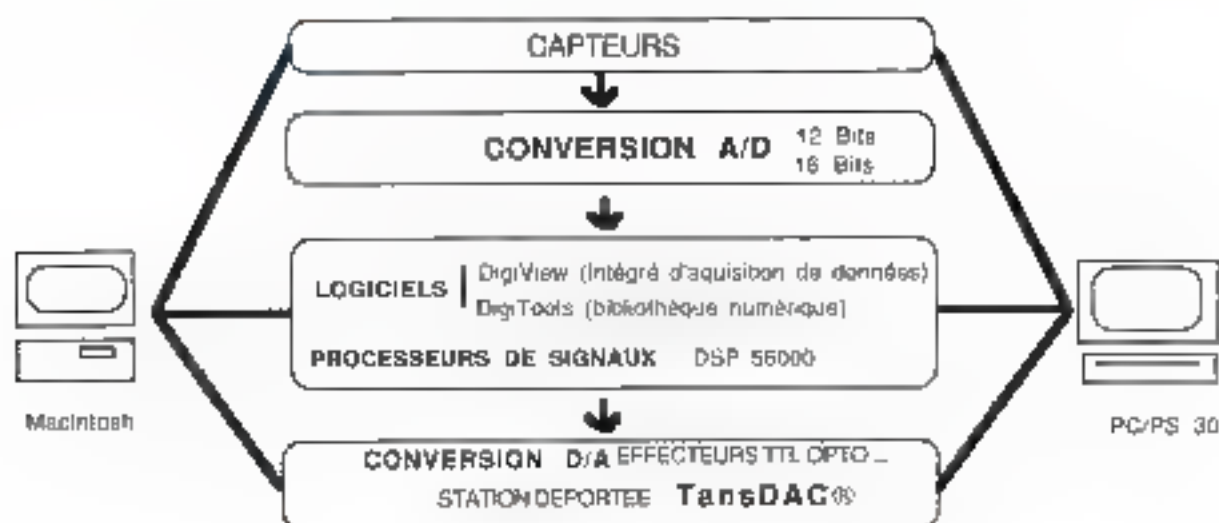 CAPTEURS
CONVERSION A/D 12 Bits
16 Bits
LOGICIELS DigiView (Intégré d'aquisition de données)
DigiTools (bibliothèque numérique)
PROCESSEURS DE SIGNAUX DSP 56000
Macintosh
PC/PS 30
CONVERSION D/A EFFECTEURS TTL OPTO ...
STATION DEPORTEE TansDAC®